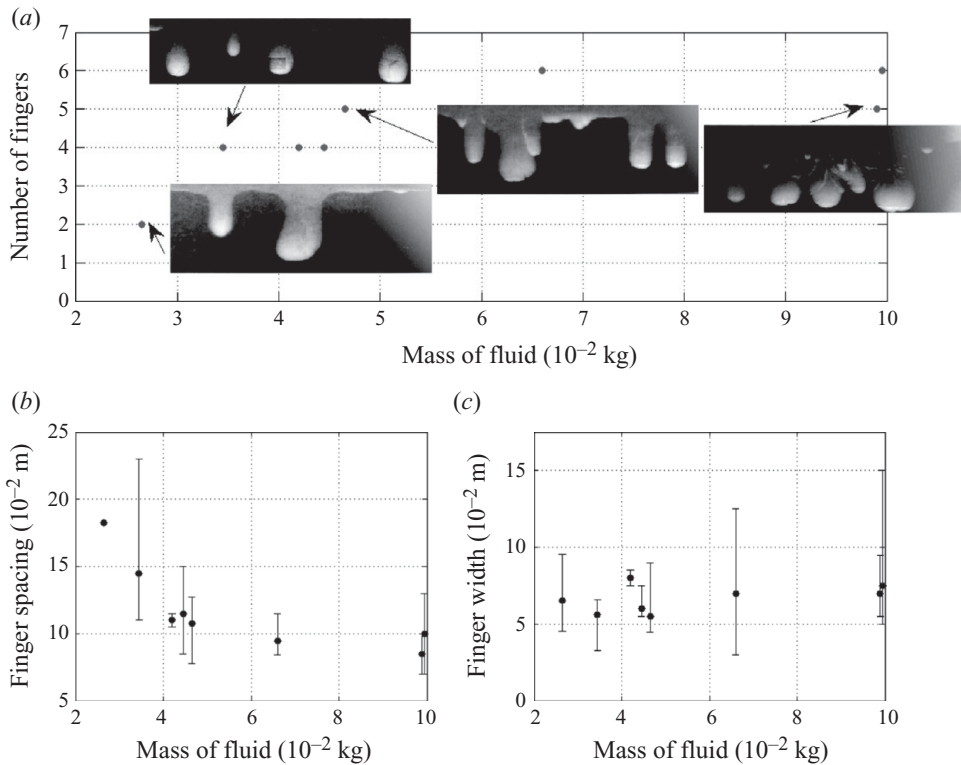 (a)
7
6
5
4
3
2
1
0
Number of fingers
2 3 4 5 6 7 8 9 10
Mass of fluid (10–2 kg)
(b)
25
20
15
10
5
Finger spacing (10–2 m)
2 4 6 8 10
Mass of fluid (10–2 kg)
(c)
15
10
5
0
Finger width (10–2 m)
2 4 6 8 10
Mass of fluid (10–2 kg)